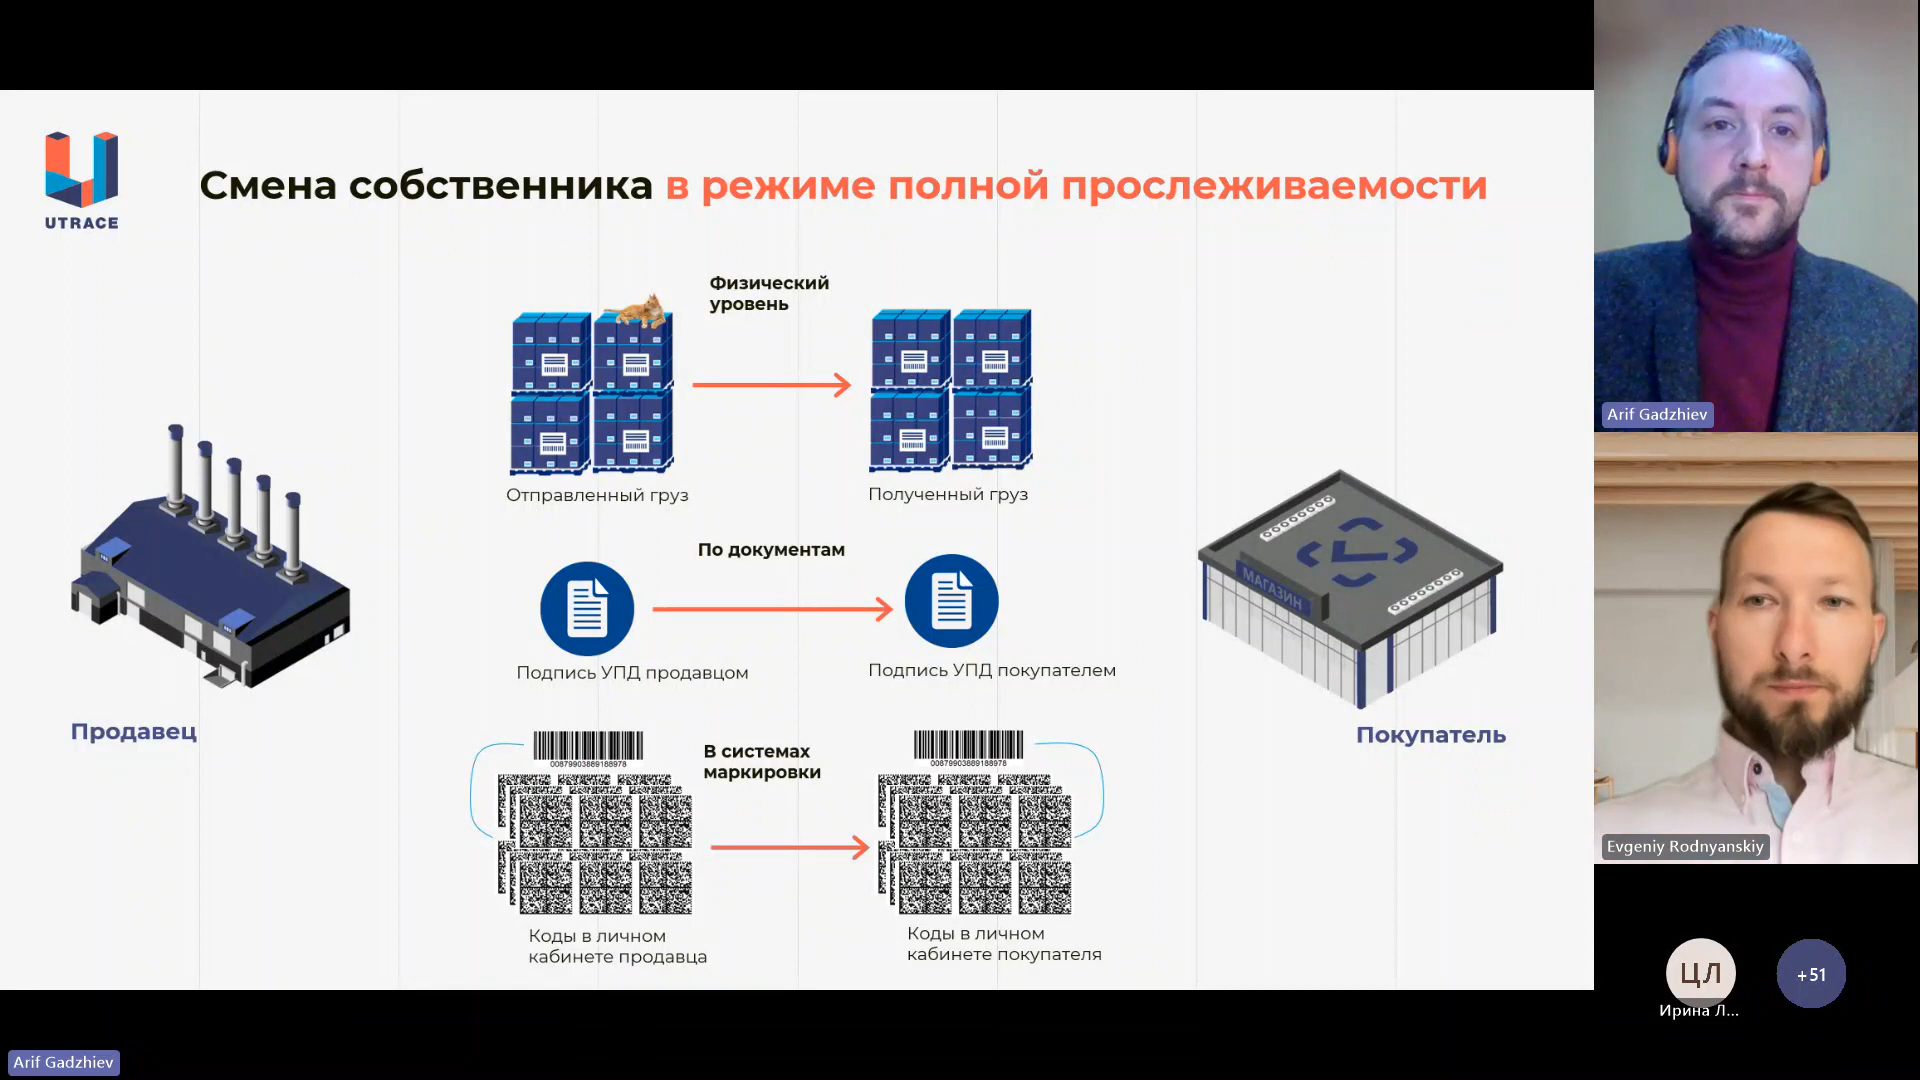 UTRACE
Смена собственника в режиме полной прослеживаемости
Физический
уровень
Отправленный груз
Полученный груз
По документам
Подпись УПД продавцом
Подпись УПД покупателем
МАГАЗИН
Продавец
Покупатель
В системах
маркировки
00879903889188978
00879903889188978
Коды в личном
кабинете продавца
Коды в личном
кабинете покупателя
Arif Gadzhiev
Evgeniy Rodnyanskiy
ЦЛ
+51
Ирина Л...
Arif Gadzhiev